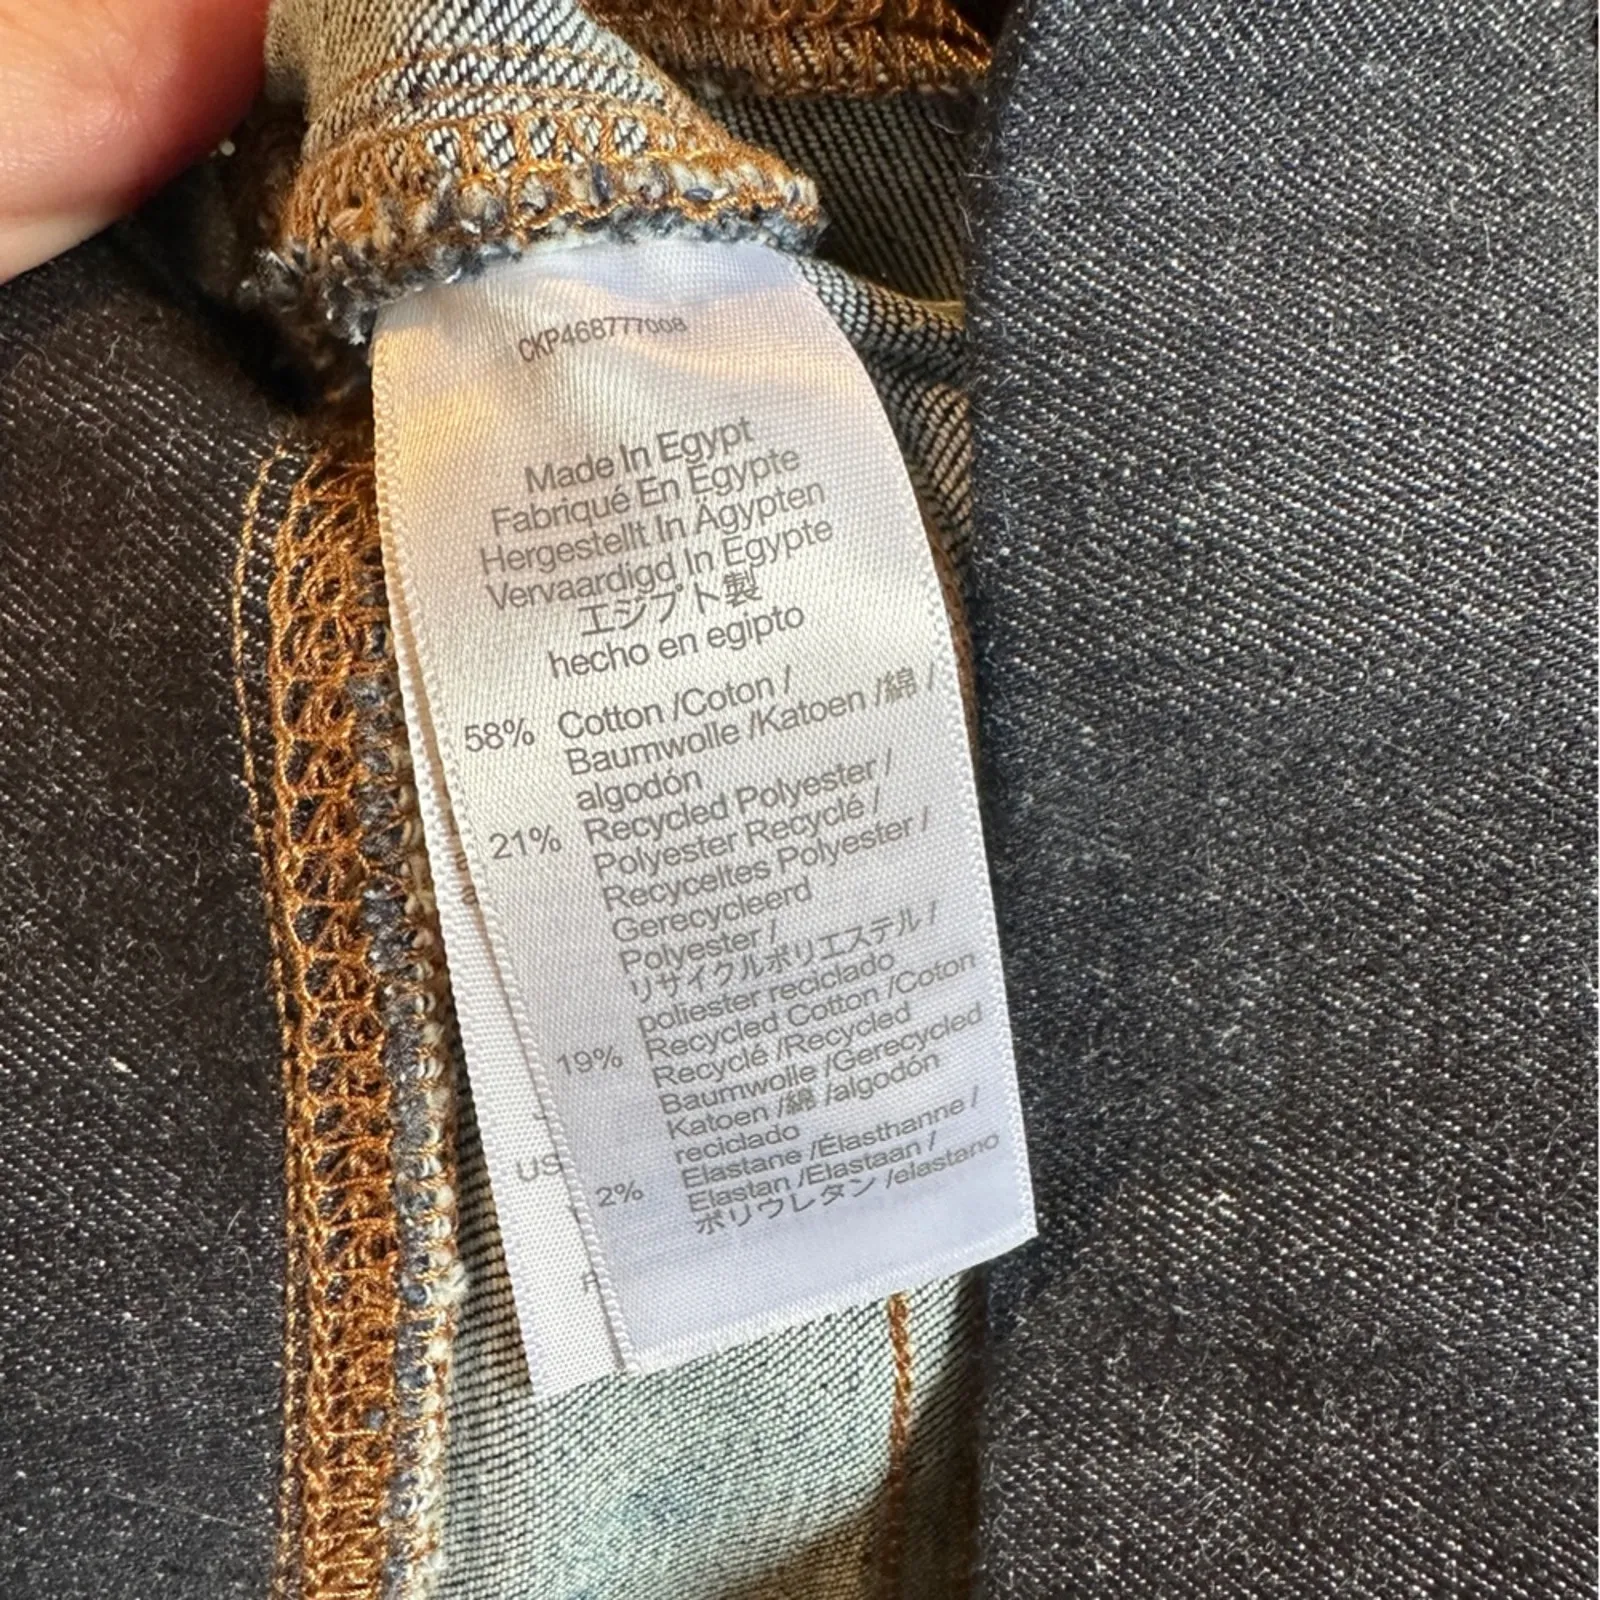 CKP468777008
Made In Egypt
Fabriqué En Egypte
Hergestellt In Ägypten
Vervaardigd In Egypte
エジプト製
hecho en egipto
58% Cotton /Coton /
Baumwolle /Katoen /綿 /
algodón
21% Recycled Polyester /
Polyester Recyclé /
Recyceltes Polyester /
Gerecycleerd
Polyester /
リサイクルポリエステル /
poliester reciclado
19% Recycled Cotton /Coton
Recyclé /Recycled
Baumwolle /Gerecycled
Katoen /綿 /algodón
reciclado
2% Elastane /Élasthanne /
Elastan /Elastaan /
ポリウレタン /elastano
US